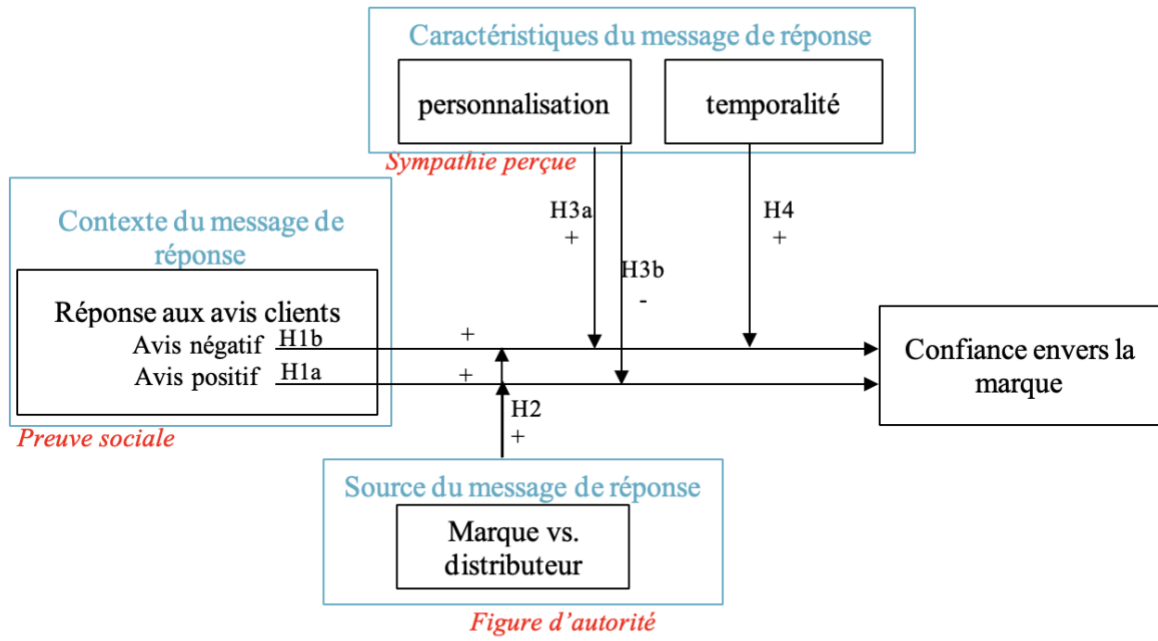 Caractéristiques du message de réponse
personnalisation
temporalité
Sympathie perçue
H3a
+
H4
+
H3b
-
Contexte du message de
réponse
Réponse aux avis clients
Avis négatif H1b +
Avis positif H1a +
Preuve sociale
Confiance envers la
marque
H2
+
Source du message de réponse
Marque vs.
distributeur
Figure d’autorité